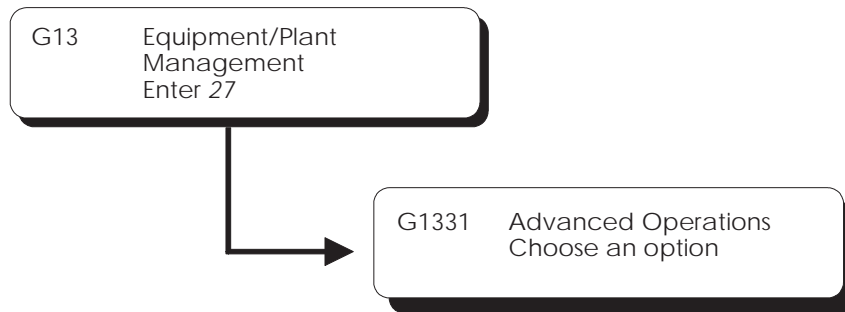 G13 Equipment/Plant
Management
Enter 27
G1331 Advanced Operations
Choose an option